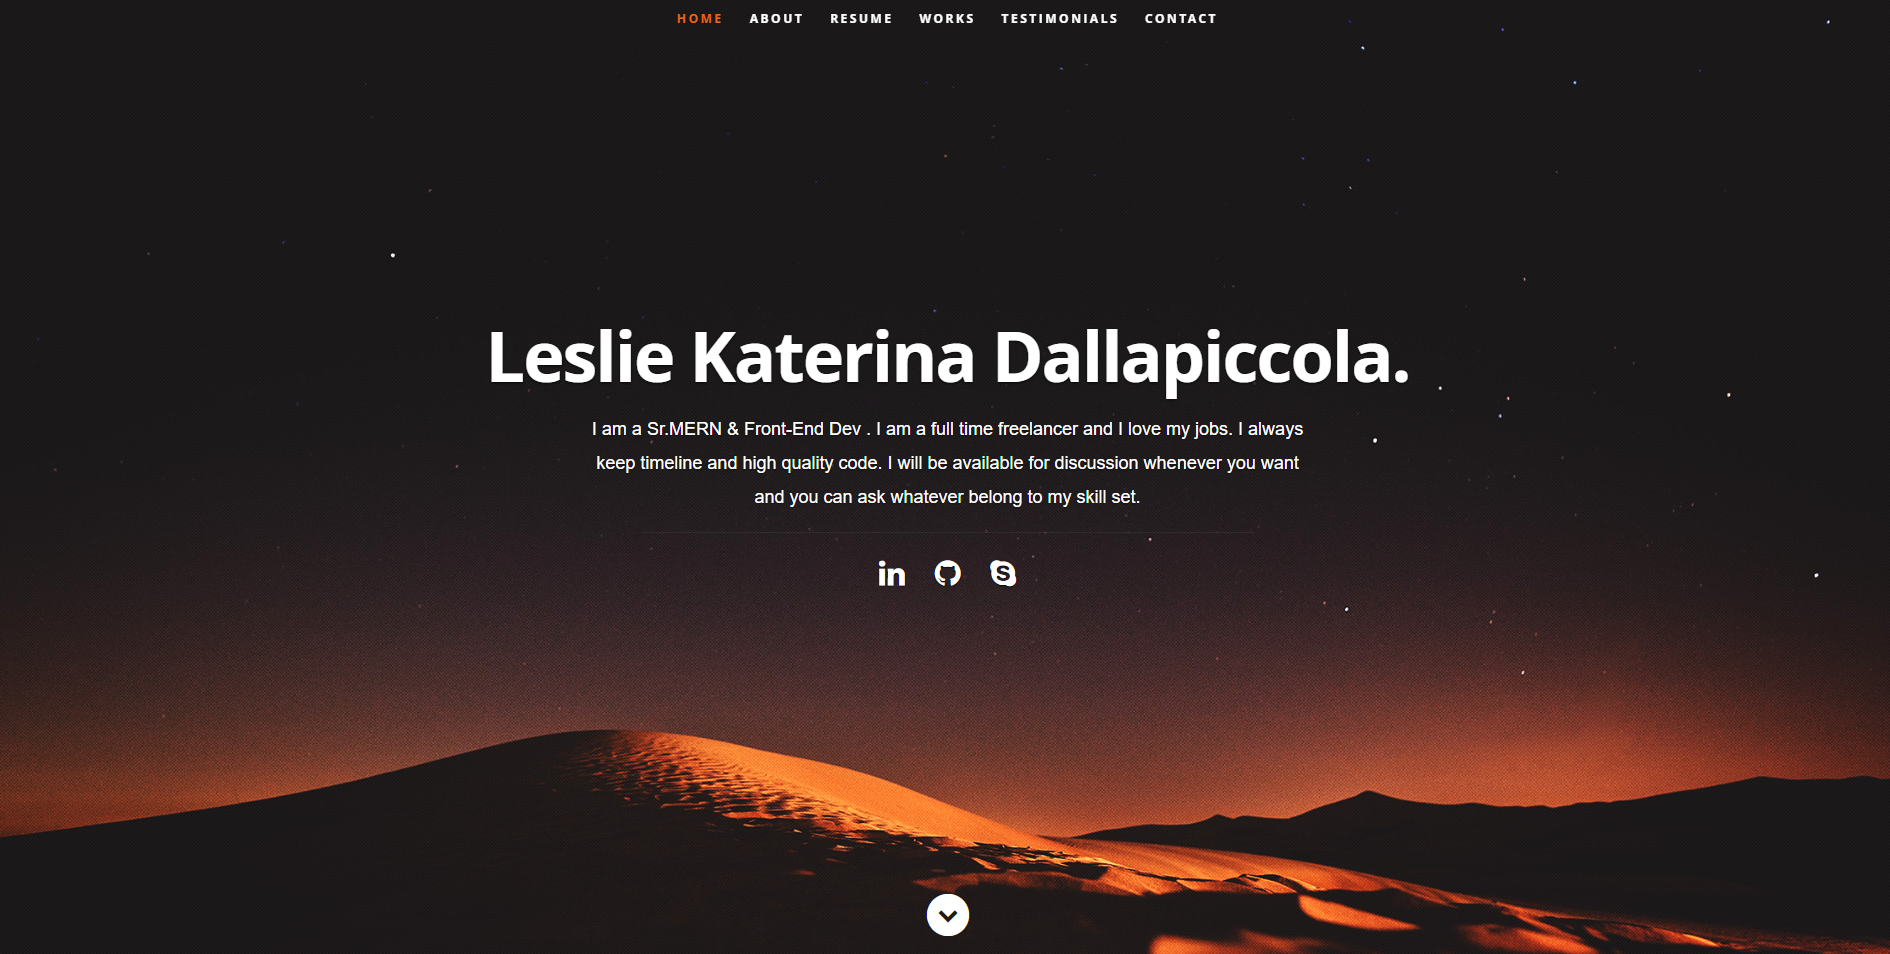 HOME ABOUT RESUME WORKS TESTIMONIALS CONTACT
Leslie Katerina Dallapiccola.
I am a Sr.MERN & Front-End Dev . I am a full time freelancer and I love my jobs. I always
keep timeline and high quality code. I will be available for discussion whenever you want
and you can ask whatever belong to my skill set.